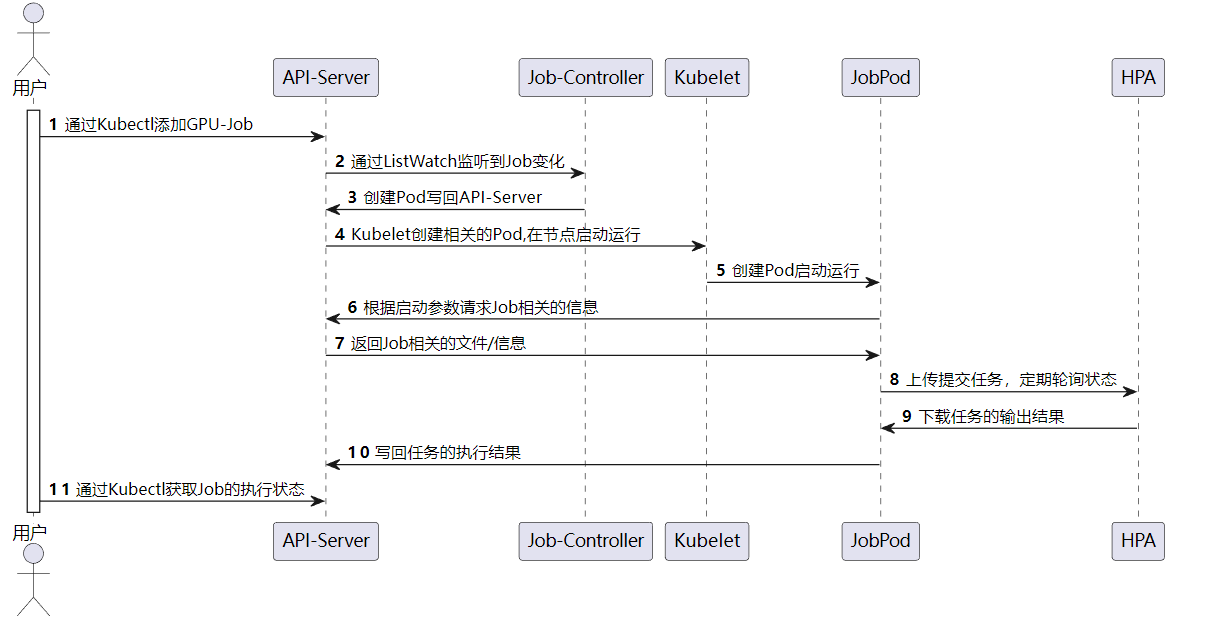 用户
API-Server
Job-Controller
Kubelet
JobPod
HPA
1 通过Kubectl添加GPU-Job
2 通过ListWatch监听到Job变化
3 创建Pod写回API-Server
4 Kubelet创建相关的Pod,在节点启动运行
5 创建Pod启动运行
6 根据启动参数请求Job相关的信息
7 返回Job相关的文件/信息
8 上传提交任务，定期轮询状态
9 下载任务的输出结果
10 写回任务的执行结果
11 通过Kubectl获取Job的执行状态
用户
API-Server
Job-Controller
Kubelet
JobPod
HPA